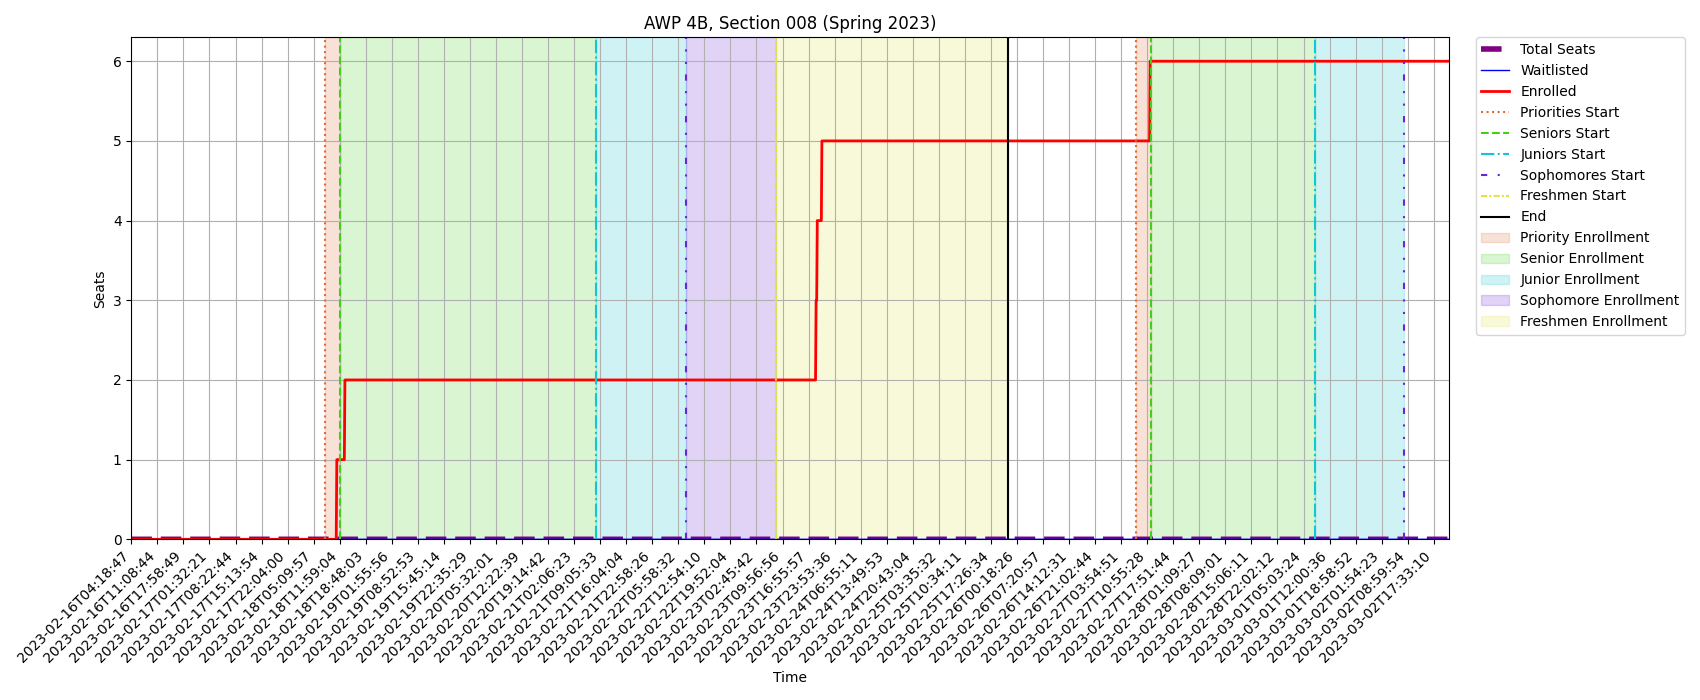 AWP 4B, Section 008 (Spring 2023)
Seats
6
5
4
3
2
1
0
2023-02-16T04:18:47
2023-02-16T11:08:44
2023-02-16T17:58:49
2023-02-17T01:32:21
2023-02-17T08:22:44
2023-02-17T15:13:54
2023-02-17T22:04:00
2023-02-18T05:09:57
2023-02-18T11:59:04
2023-02-18T18:48:03
2023-02-19T01:55:56
2023-02-19T08:52:53
2023-02-19T15:45:14
2023-02-19T22:35:29
2023-02-20T05:32:01
2023-02-20T12:22:39
2023-02-20T19:14:42
2023-02-21T02:06:23
2023-02-21T09:05:33
2023-02-21T16:04:04
2023-02-21T22:58:26
2023-02-22T05:58:32
2023-02-22T12:54:10
2023-02-22T19:52:04
2023-02-23T02:45:42
2023-02-23T09:56:56
2023-02-23T16:55:57
2023-02-23T23:53:36
2023-02-24T06:55:11
2023-02-24T13:49:53
2023-02-24T20:43:04
2023-02-25T03:35:32
2023-02-25T10:34:11
2023-02-25T17:26:34
2023-02-26T00:18:26
2023-02-26T07:20:57
2023-02-26T14:12:31
2023-02-26T21:02:44
2023-02-27T03:54:51
2023-02-27T10:55:28
2023-02-27T17:51:44
2023-02-28T01:09:27
2023-02-28T08:09:01
2023-02-28T15:06:11
2023-02-28T22:02:12
2023-03-01T05:03:24
2023-03-01T12:00:36
2023-03-01T18:58:52
2023-03-02T01:54:23
2023-03-02T08:59:54
2023-03-02T17:33:10
Time
Total Seats
Waitlisted
Enrolled
Priorities Start
Seniors Start
Juniors Start
Sophomores Start
Freshmen Start
End
Priority Enrollment
Senior Enrollment
Junior Enrollment
Sophomore Enrollment
Freshmen Enrollment